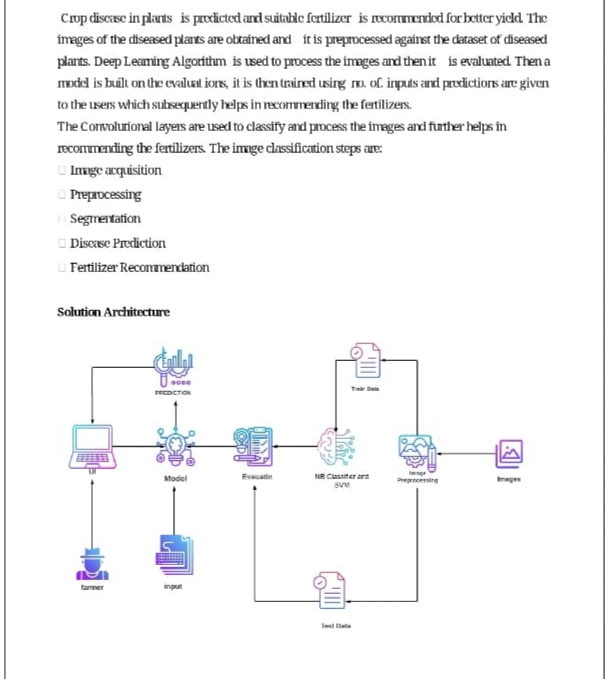 Crop disease in plants is predicted and suitable fertilizer is recommended for better yield. The
images of the diseased plants are obtained and it is preprocessed against the dataset of diseased
plants. Deep Learning Algorithm is used to process the images and then it is evaluated. Then a
model is built on the evaluat ions, it is then trained using no. of. inputs and predictions are given
to the users which subsequently helps in recommending the fertilizers.
The Convolutional layers are used to classify and process the images and further helps in
recommending the fertilizers. The image classification steps are:
Image acquisition
Preprocessing
Segmentation
Disease Prediction
Fertilizer Recommendation
Solution Architecture
PREDICTION
Train Data
UI
Model
Evauatin
NB Classifier and
SVM
Image
Preprocessing
Images
farmer
input
Test Data